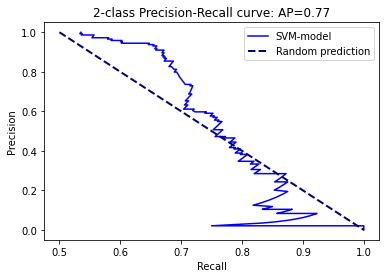 2-class Precision-Recall curve: AP=0.77
SVM-model
Random prediction
Precision
1.0
0.8
0.6
0.4
0.2
0.0
0.5 0.6 0.7 0.8 0.9 1.0
Recall